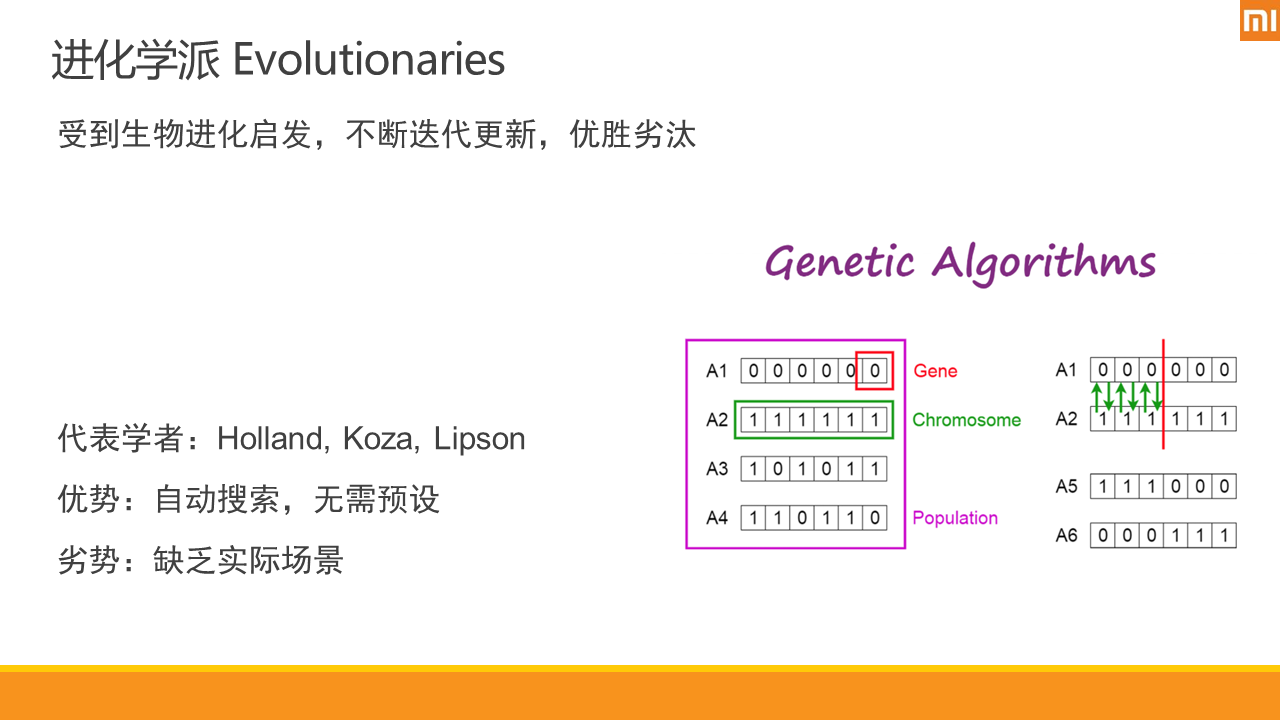 进化学派 Evolutionaries
受到生物进化启发，不断迭代更新，优胜劣汰
代表学者：Holland, Koza, Lipson
优势：自动搜索，无需预设
劣势：缺乏实际场景
mi
Genetic Algorithms
A1 0 0 0 0 0 0 Gene
A2 1 1 1 1 1 1 Chromosome
A3 1 0 1 0 1 1
A4 1 1 0 1 1 0 Population
A1 0 0 0 0 0 0
A2 1 1 1 1 1 1
A5 1 1 1 0 0 0
A6 0 0 0 1 1 1